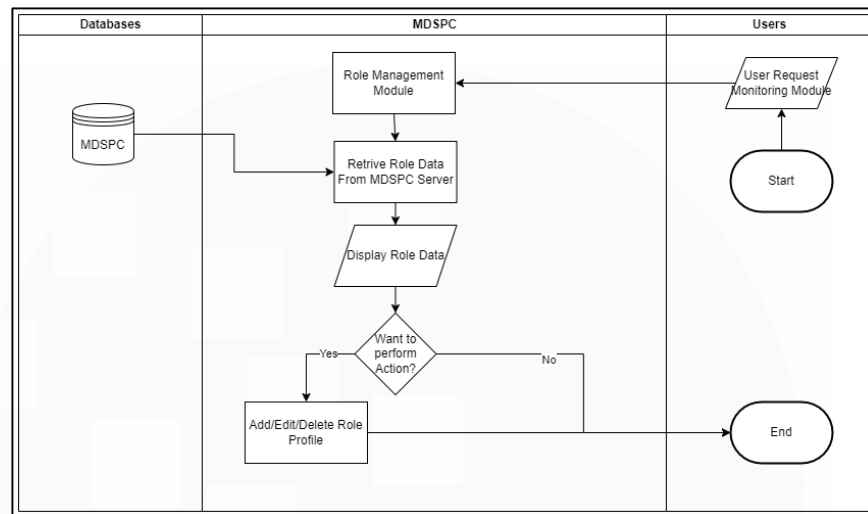 Databases
MDSPC
Users
Role Management
Module
User Request
Monitoring Module
MDSPC
Retrive Role Data
From MDSPC Server
Start
Display Role Data
Want to
perform
Action?
Yes
No
Add/Edit/Delete Role
Profile
End